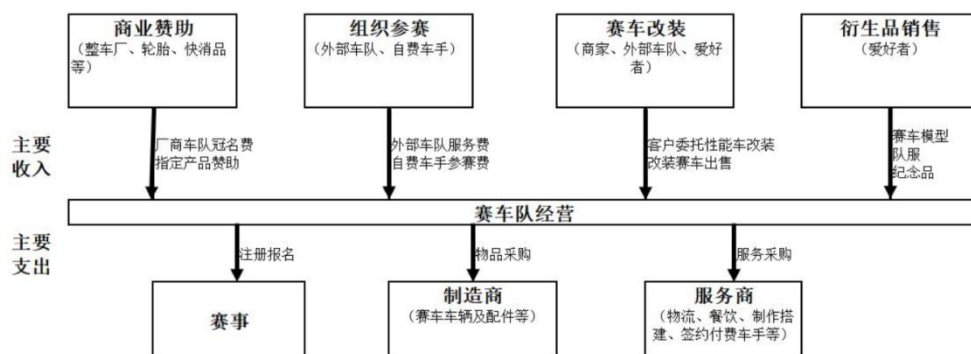 商业赞助
（整车厂、轮胎、快消品
等）
组织参赛
（外部车队、自费车手）
赛车改装
（商家、外部车队、爱好
者）
衍生品销售
（爱好者）
主要
收入
厂商车队冠名费
指定产品赞助
外部车队服务费
自费车手参赛费
客户委托性能车改装
改装赛车出售
赛车模型
队服
纪念品
赛车队经营
主要
支出
注册报名
物品采购
服务采购
赛事
制造商
（赛车车辆及配件等）
服务商
（物流、餐饮、制作搭
建、签约付费车手等）